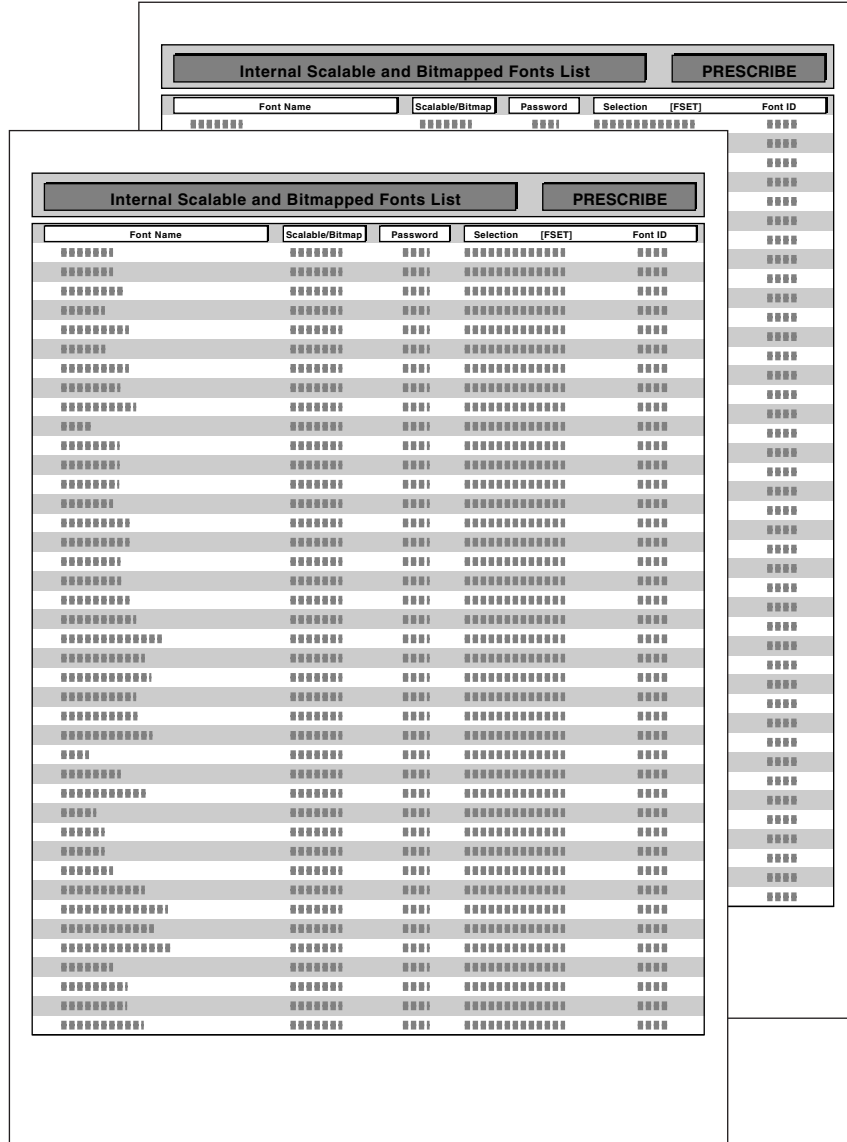 Internal Scalable and Bitmapped Fonts List PRESCRIBE
Font Name Scalable/Bitmap Password Selection [FSET] Font ID
Internal Scalable and Bitmapped Fonts List PRESCRIBE
Font Name Scalable/Bitmap Password Selection [FSET] Font ID